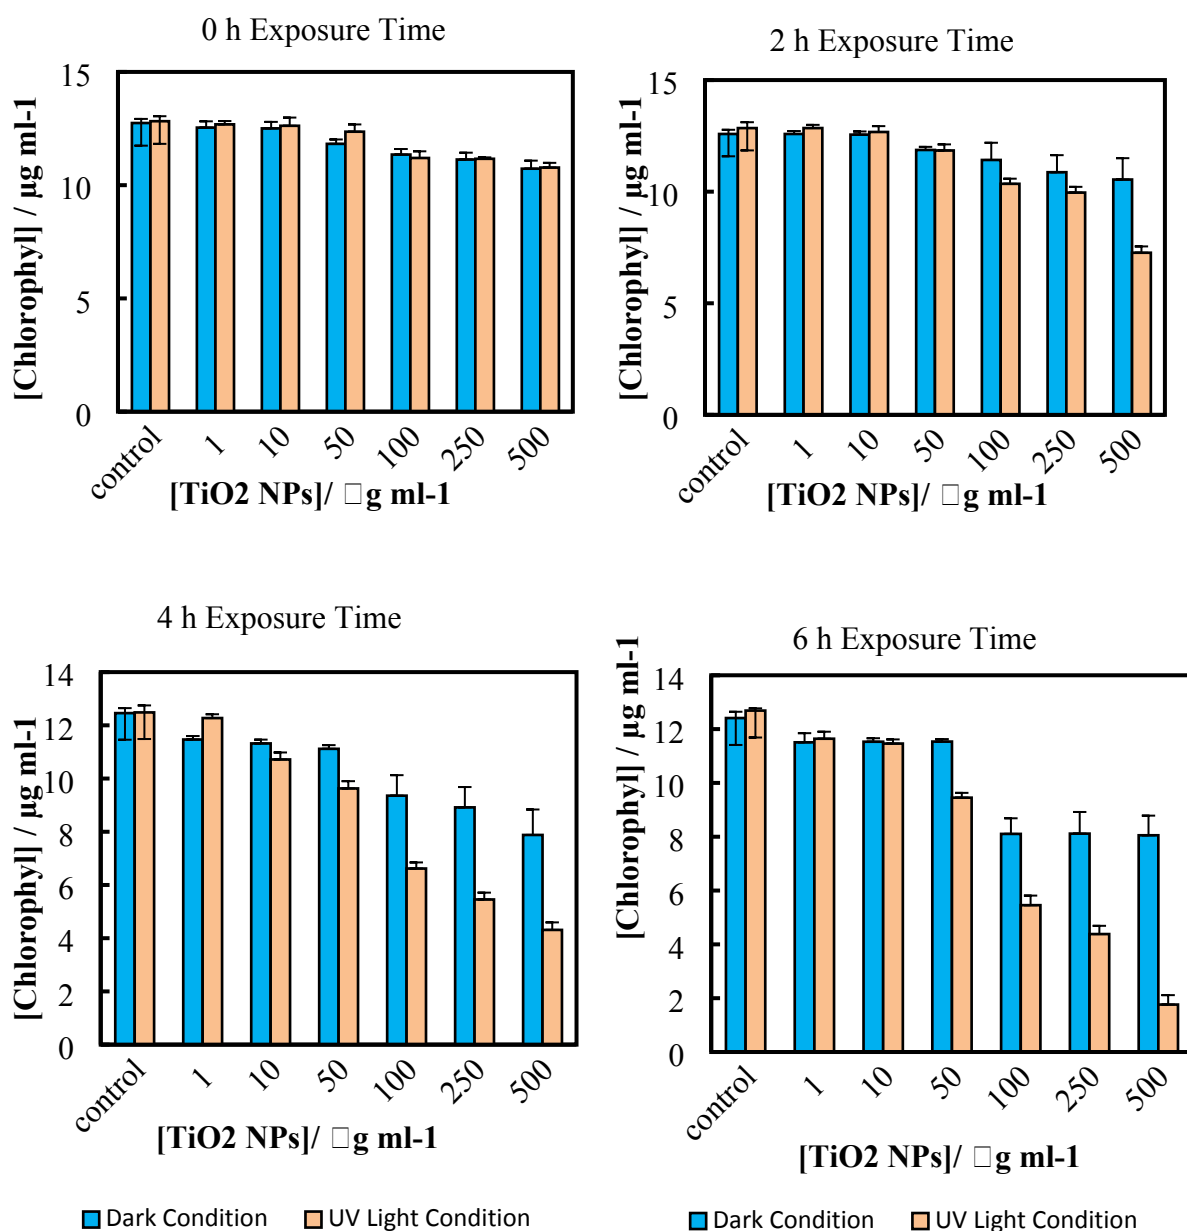 0 h Exposure Time
[Chlorophyl] / µg ml-1
15
10
5
0
control 1 10 50 100 250 500
[TiO2 NPs]/ □g ml-1
2 h Exposure Time
[Chlorophyl] / µg ml-1
15
10
5
0
control 1 10 50 100 250 500
[TiO2 NPs]/ □g ml-1
4 h Exposure Time
[Chlorophyl] / µg ml-1
14
12
10
8
6
4
2
0
control 1 10 50 100 250 500
[TiO2 NPs]/ □g ml-1
Dark Condition UV Light Condition
6 h Exposure Time
[Chlorophyl] / µg ml-1
14
12
10
8
6
4
2
0
control 1 10 50 100 250 500
[TiO2 NPs]/ □g ml-1
Dark Condition UV Light Condition